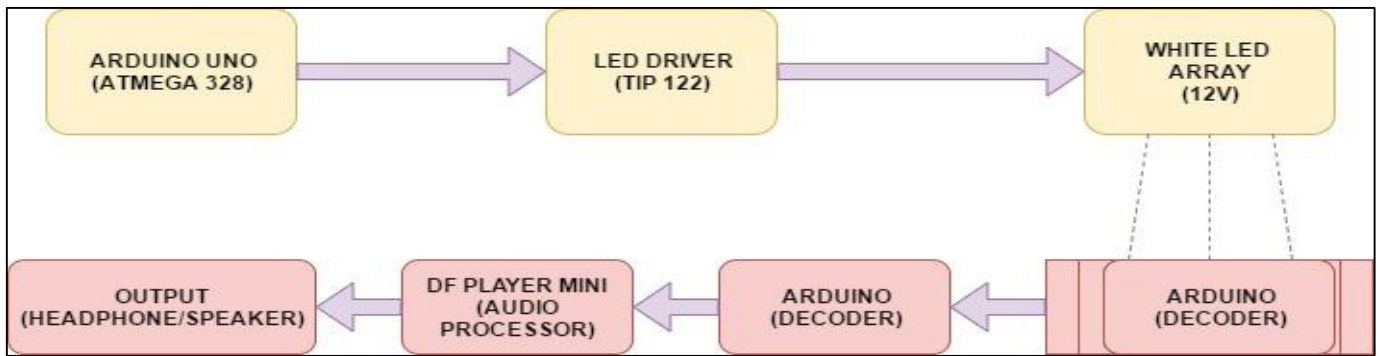 ARDUINO UNO
(ATMEGA 328)
LED DRIVER
(TIP 122)
WHITE LED
ARRAY
(12V)
OUTPUT
(HEADPHONE/SPEAKER)
DF PLAYER MINI
(AUDIO
PROCESSOR)
ARDUINO
(DECODER)
ARDUINO
(DECODER)